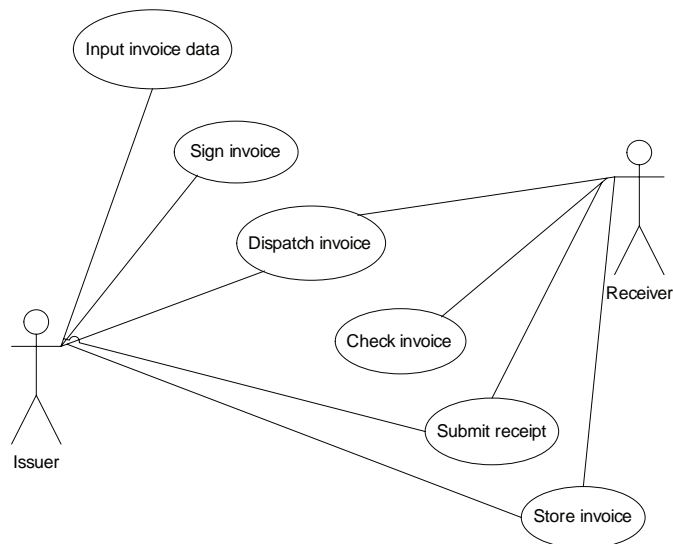 Input invoice data
Sign invoice
Dispatch invoice
Receiver
Check invoice
Submit receipt
Issuer
Store invoice